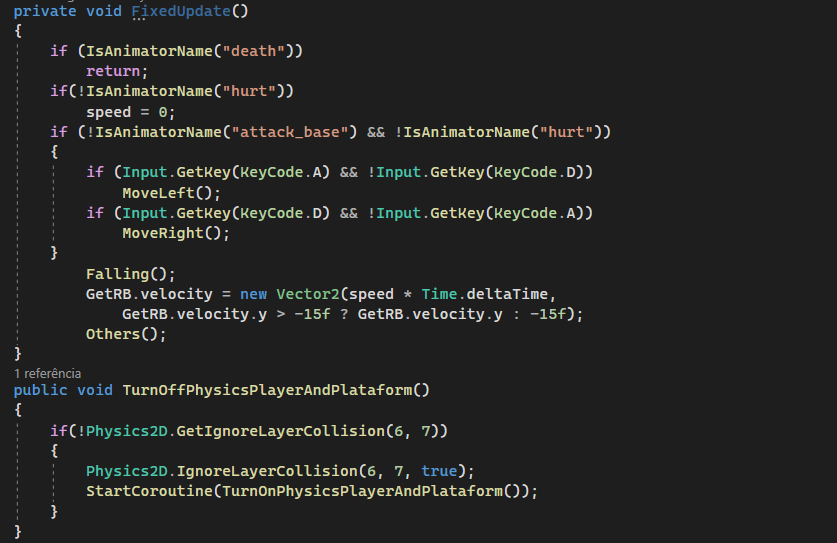 private void FixedUpdate()
{
    if (IsAnimatorName("death"))
        return;
    if(!IsAnimatorName("hurt"))
        speed = 0;
    if (!IsAnimatorName("attack_base") && !IsAnimatorName("hurt"))
    {
        if (Input.GetKey(KeyCode.A) && !Input.GetKey(KeyCode.D))
            MoveLeft();
        if (Input.GetKey(KeyCode.D) && !Input.GetKey(KeyCode.A))
            MoveRight();
    }
        Falling();
        GetRB.velocity = new Vector2(speed * Time.deltaTime,
            GetRB.velocity.y > -15f ? GetRB.velocity.y : -15f);
        Others();
}
1 referência
public void TurnOffPhysicsPlayerAndPlataform()
{
    if(!Physics2D.GetIgnoreLayerCollision(6, 7))
    {
        Physics2D.IgnoreLayerCollision(6, 7, true);
        StartCoroutine(TurnOnPhysicsPlayerAndPlataform());
    }
}